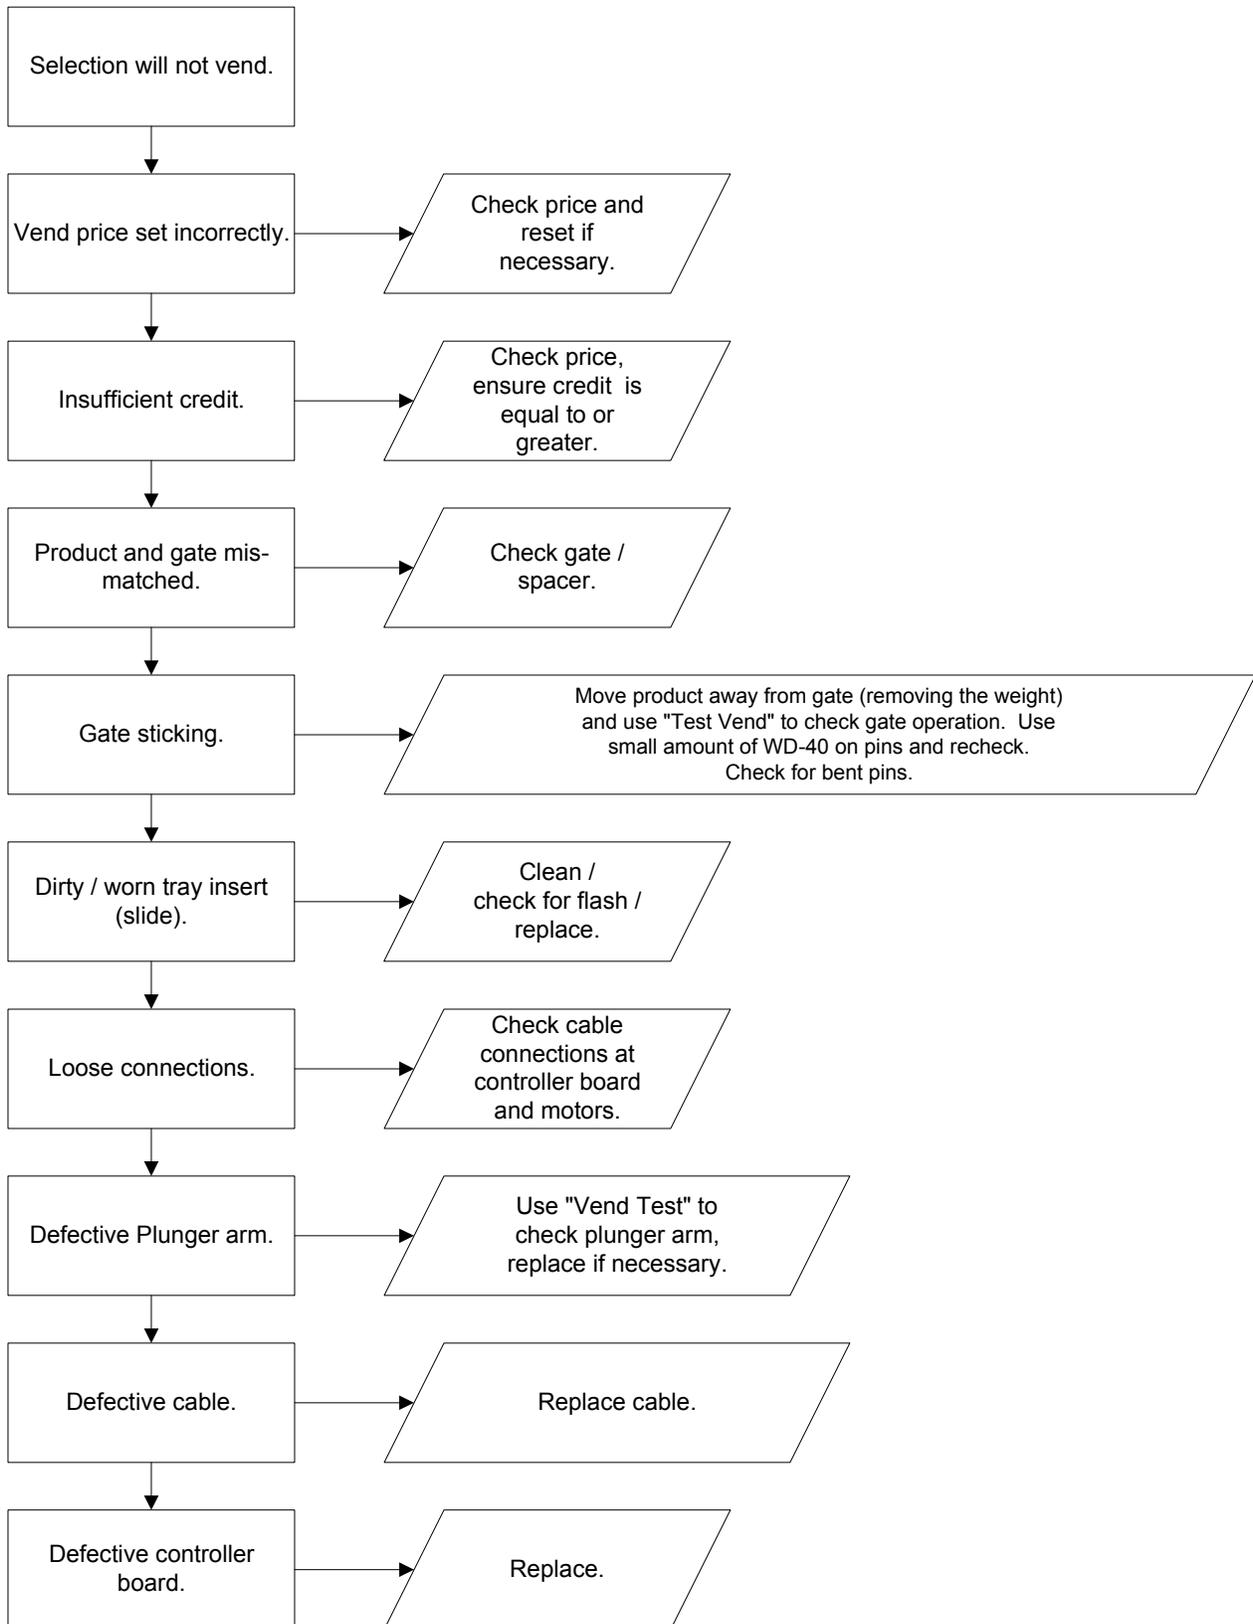 Selection will not vend.
Vend price set incorrectly.
Check price and
reset if
necessary.
Insufficient credit.
Check price,
ensure credit  is
equal to or
greater.
Product and gate mis-
matched.
Check gate /
spacer.
Gate sticking.
Move product away from gate (removing the weight)
and use "Test Vend" to check gate operation.  Use
small amount of WD-40 on pins and recheck.
Check for bent pins.
Dirty / worn tray insert
(slide).
Clean /
check for flash /
replace.
Loose connections.
Check cable
connections at
controller board
and motors.
Defective Plunger arm.
Use "Vend Test" to
check plunger arm,
replace if necessary.
Defective cable.
Replace cable.
Defective controller
board.
Replace.